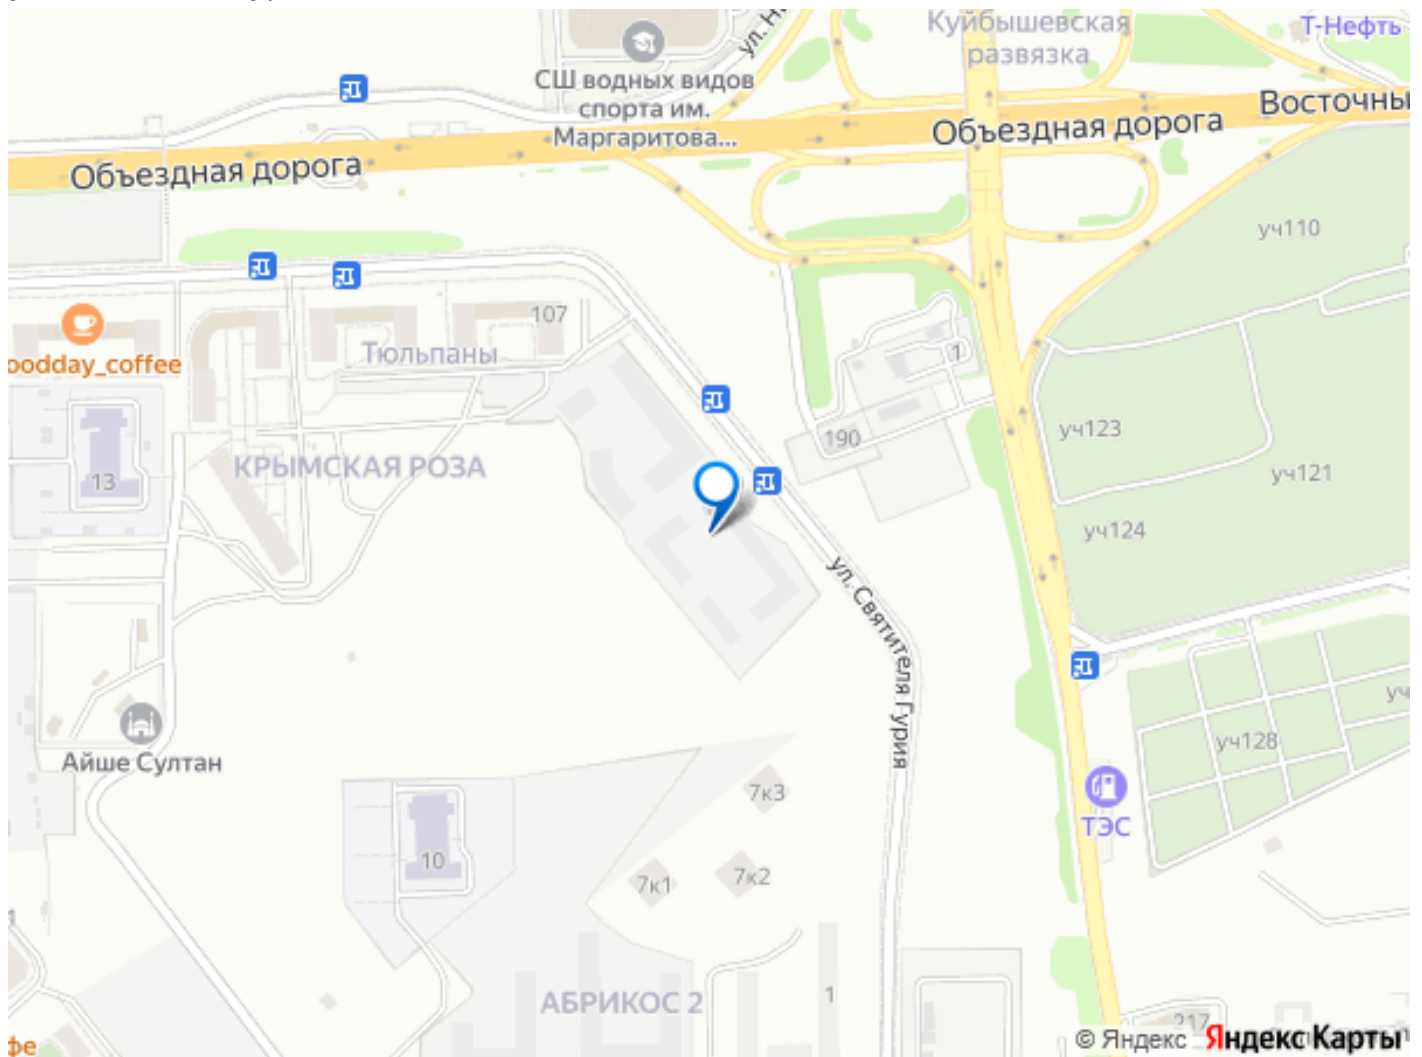 Куйбышевская
развязка
Т-Нефть
СШ водных видов
спорта им.
Маргаритова...
Объездная дорога
Восточны
Объездная дорога
уч110
107
Тюльпаны
oodday_coffee
1
190
уч123
КРЫМСКАЯ РОЗА
13
уч121
уч124
ул. Святителя Гурия
Айше Султан
уч128
7к3
ТЭС
10
7к1
7к2
АБРИКОС 2
1
217
фе
© Яндекс Яндекс Карты